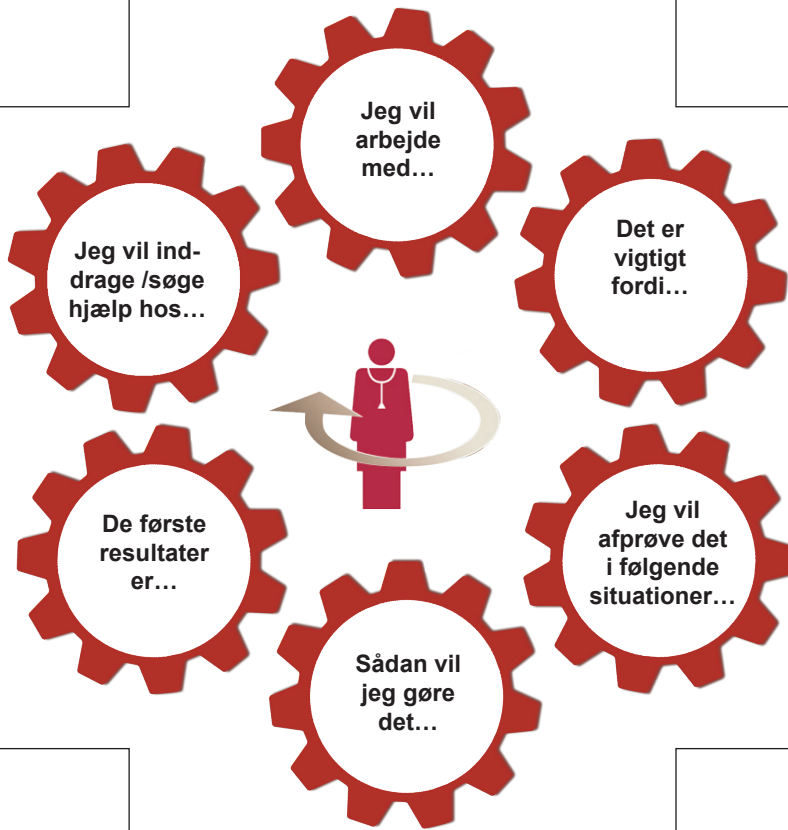 Jeg vil
arbejde
med…
Det er
vigtigt
fordi…
Jeg vil
afprøve det
i følgende
situationer…
Sådan vil
jeg gøre
det…
De første
resultater
er…
Jeg vil ind-
drage /søge
hjælp hos…